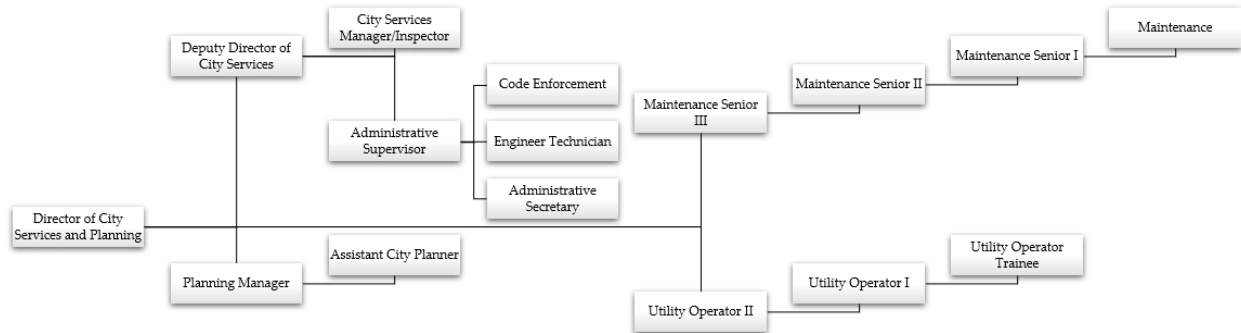 City Services
Manager/Inspector
Maintenance
Deputy Director of
City Services
Maintenance Senior I
Code Enforcement
Maintenance Senior II
Maintenance Senior
III
Administrative
Supervisor
Engineer Technician
Administrative
Secretary
Director of City
Services and Planning
Assistant City Planner
Utility Operator
Trainee
Planning Manager
Utility Operator I
Utility Operator II